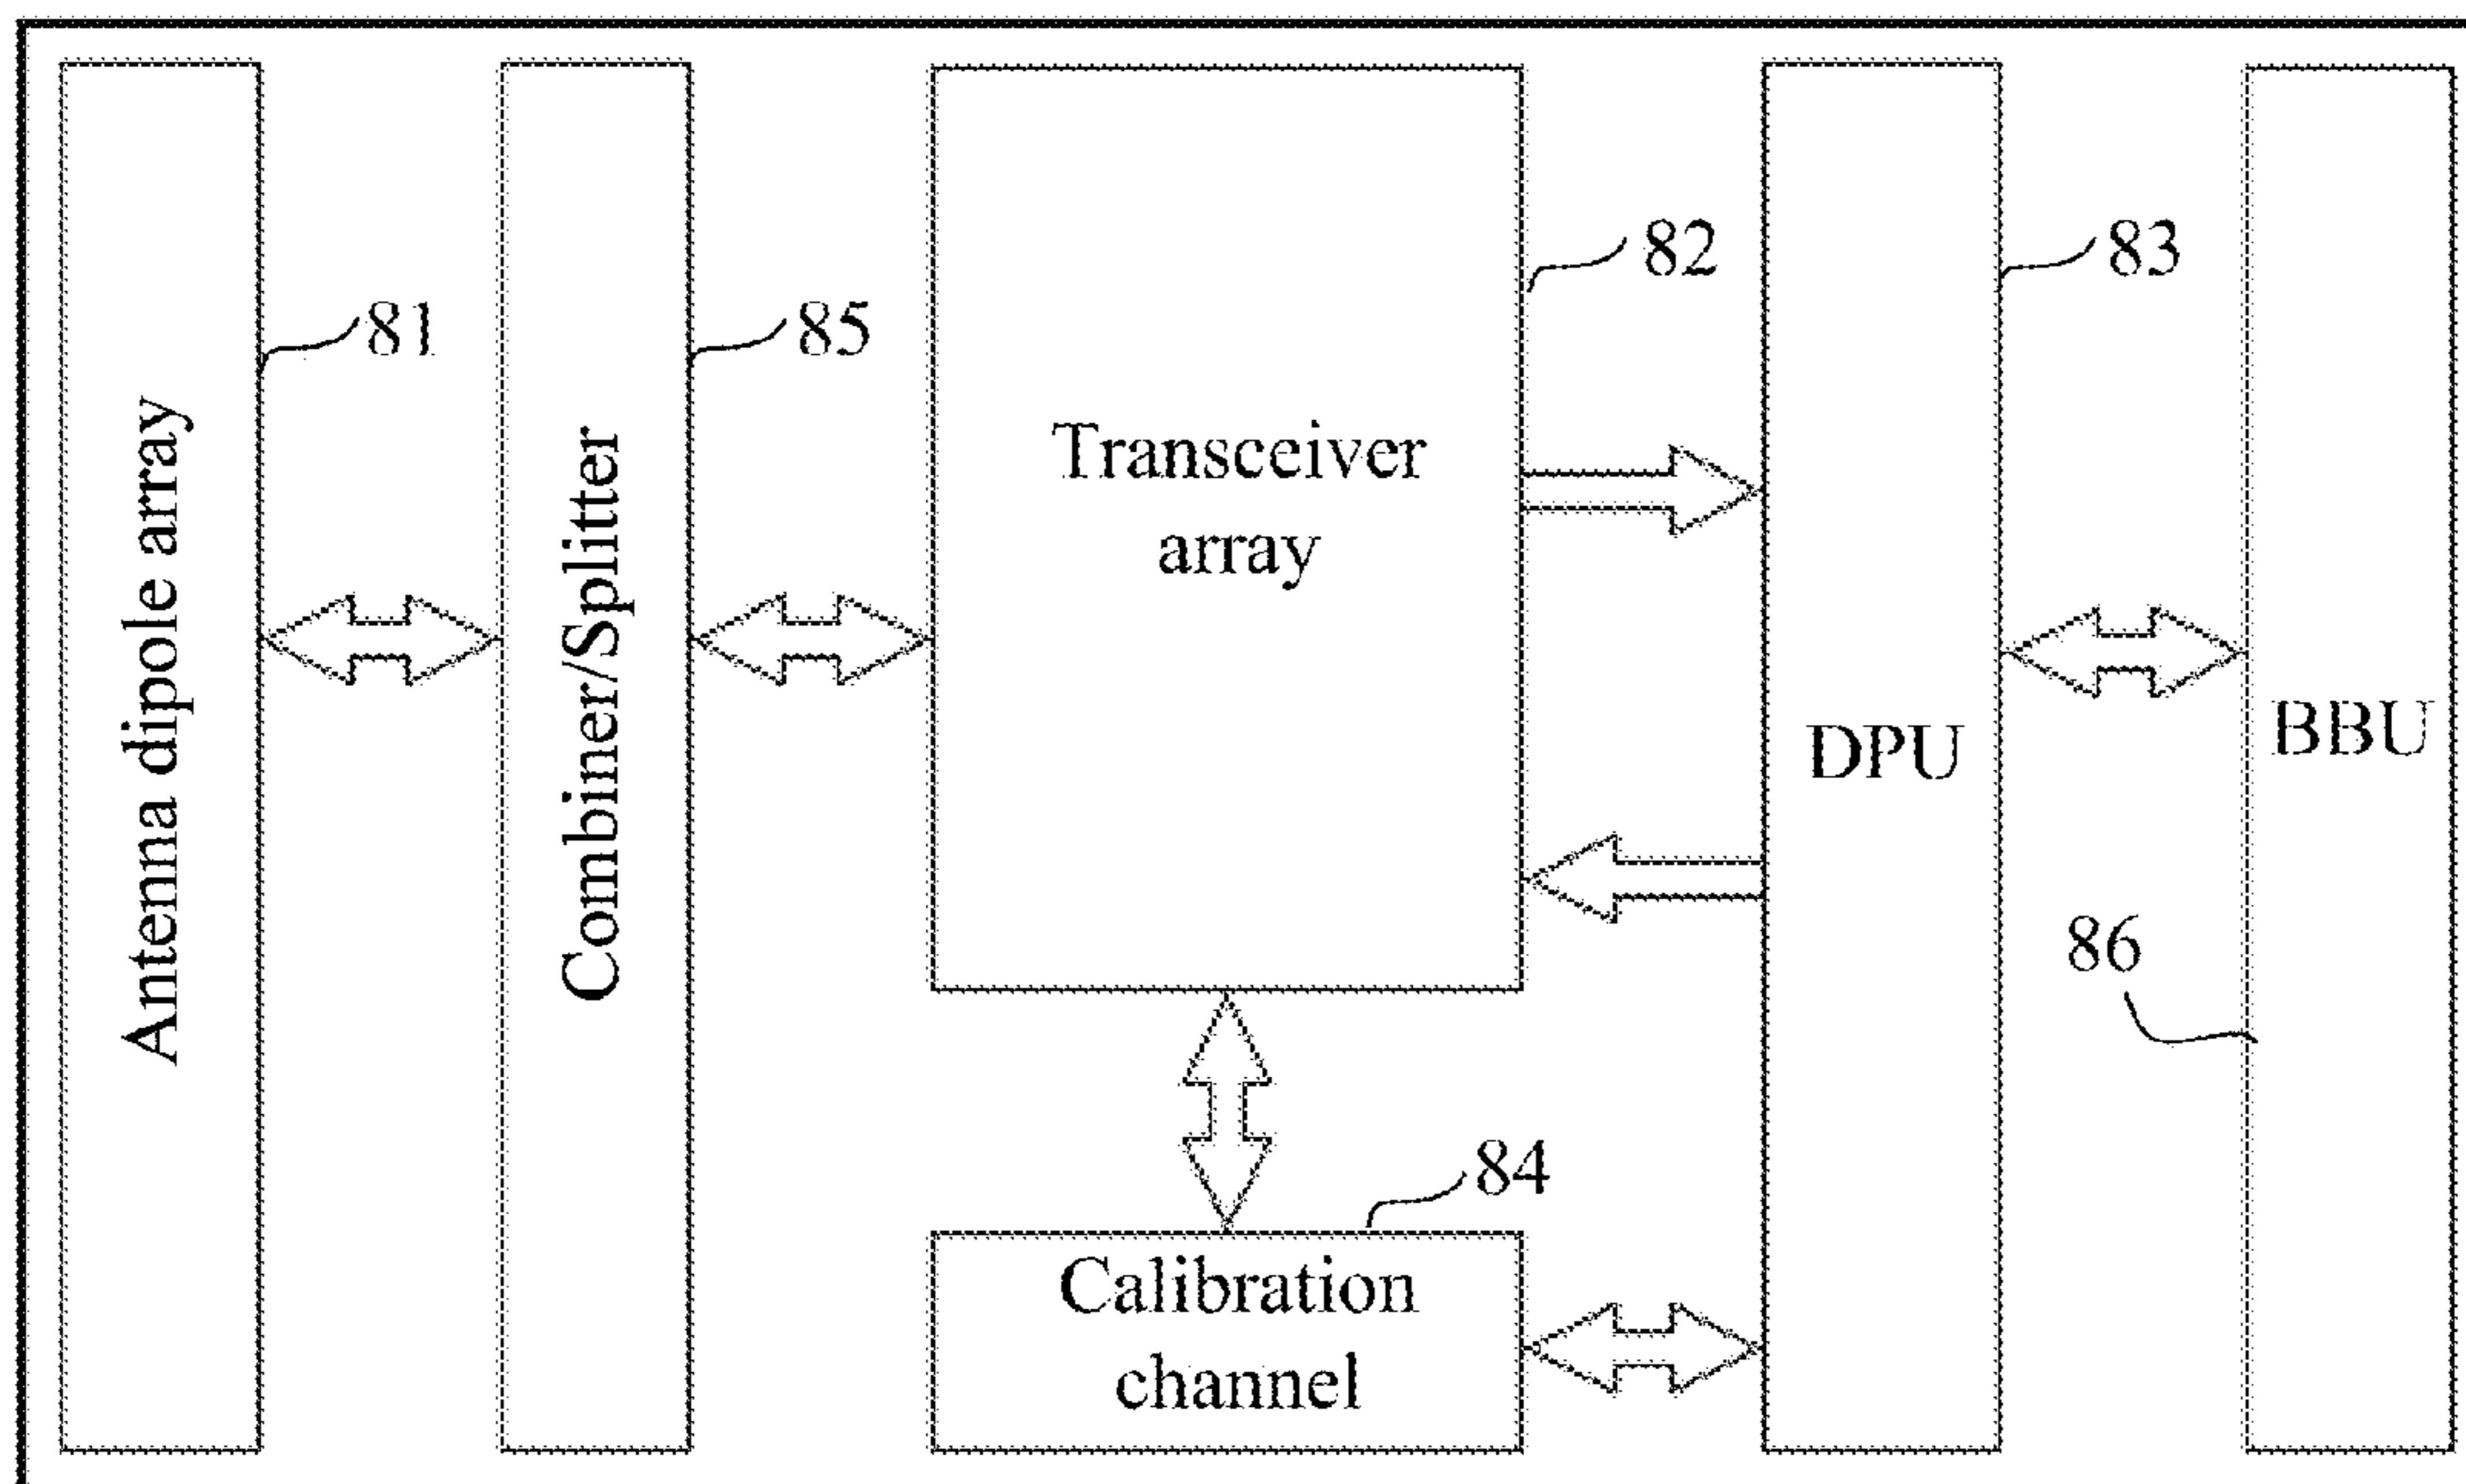 Antenna dipole array
81
Combiner/Splitter
85
Transceiver
array
82
DPU
83
BBU
86
Calibration
channel
84